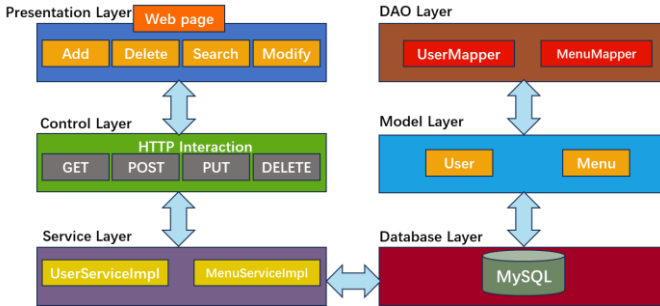 Presentation Layer
Web page
Add Delete Search Modify
Control Layer
HTTP Interaction
GET POST PUT DELETE
Service Layer
UserServiceImpl MenuServiceImpl
DAO Layer
UserMapper MenuMapper
Model Layer
User Menu
Database Layer
MySQL